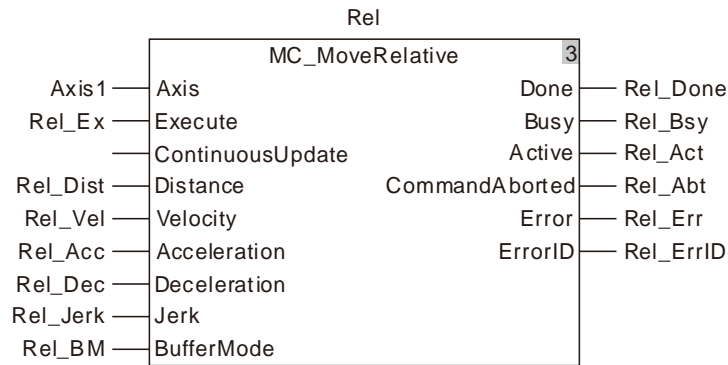 Rel
MC_MoveRelative 3
Axis1 Axis Done Rel_Done
Rel_Ex Execute Busy Rel_Bsy
ContinuousUpdate Active Rel_Act
Rel_Dist Distance CommandAborted Rel_Abt
Rel_Vel Velocity Error Rel_Err
Rel_Acc Acceleration ErrorID Rel_ErrID
Rel_Dec Deceleration
Rel_Jerk Jerk
Rel_BM BufferMode